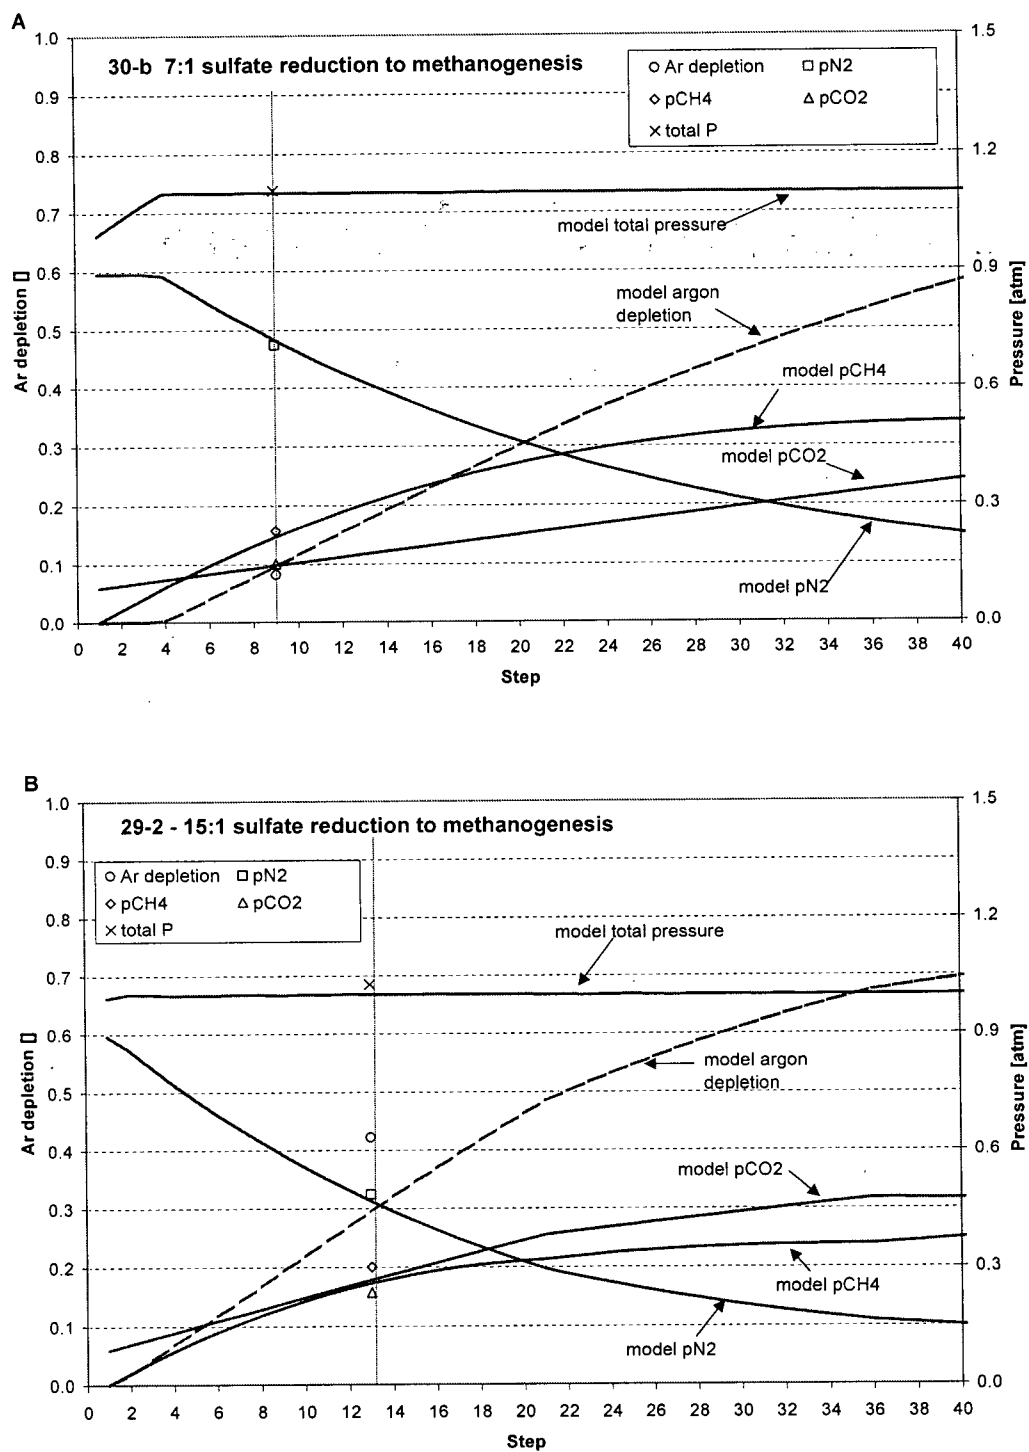 A
30-b 7:1 sulfate reduction to methanogenesis
Ar depletion pN2
pCH4 pCO2
total P
1.0
0.9
0.8
0.7
0.6
0.5
0.4
0.3
0.2
0.1
0.0
Ar depletion []
1.5
1.2
0.9
0.6
0.3
0.0
Pressure [atm]
model total pressure
model argon
depletion
model pCH4
model pCO2
model pN2
0 2 4 6 8 10 12 14 16 18 20 22 24 26 28 30 32 34 36 38 40
Step
B
29-2 - 15:1 sulfate reduction to methanogenesis
Ar depletion pN2
pCH4 pCO2
total P
1.0
0.9
0.8
0.7
0.6
0.5
0.4
0.3
0.2
0.1
0.0
Ar depletion []
1.5
1.2
0.9
0.6
0.3
0.0
Pressure [atm]
model total pressure
model argon
depletion
model pCO2
model pCH4
model pN2
0 2 4 6 8 10 12 14 16 18 20 22 24 26 28 30 32 34 36 38 40
Step